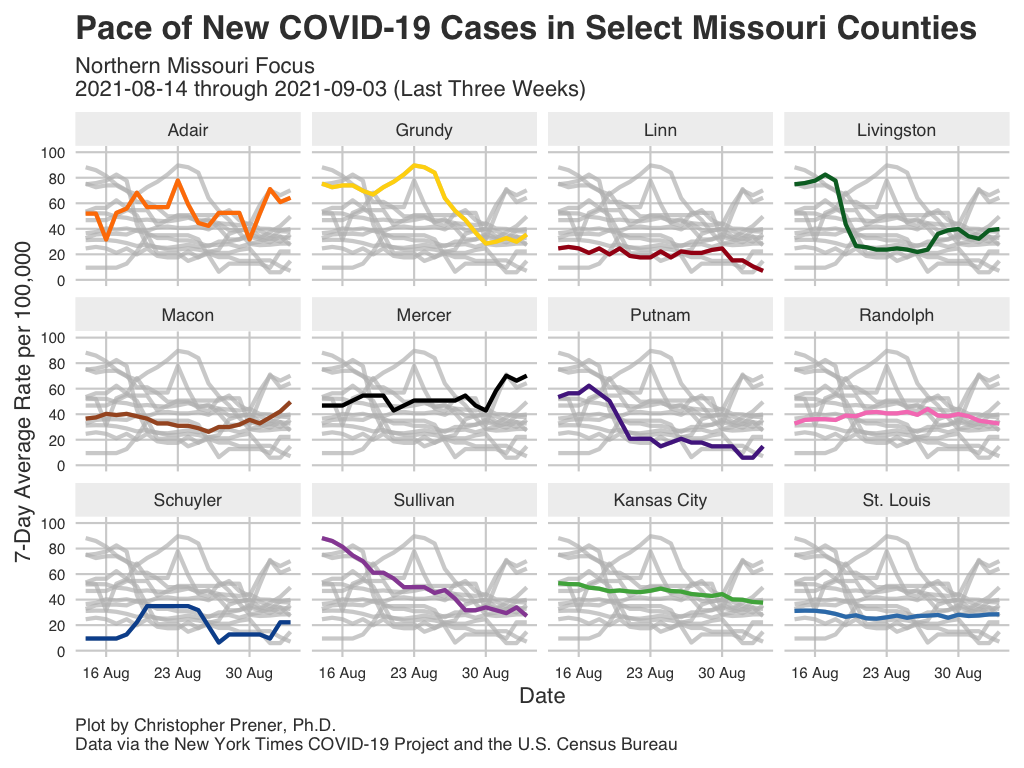 Pace of New COVID-19 Cases in Select Missouri Counties
Northern Missouri Focus
2021-08-14 through 2021-09-03 (Last Three Weeks)
Adair
Grundy
Linn
Livingston
100
80
60
40
20
0
Macon
Mercer
Putnam
Randolph
100
80
60
40
20
0
Schuyler
Sullivan
Kansas City
St. Louis
100
80
60
40
20
0
7-Day Average Rate per 100,000
16 Aug 23 Aug 30 Aug
16 Aug 23 Aug 30 Aug
16 Aug 23 Aug 30 Aug
16 Aug 23 Aug 30 Aug
Date
Plot by Christopher Prener, Ph.D.
Data via the New York Times COVID-19 Project and the U.S. Census Bureau